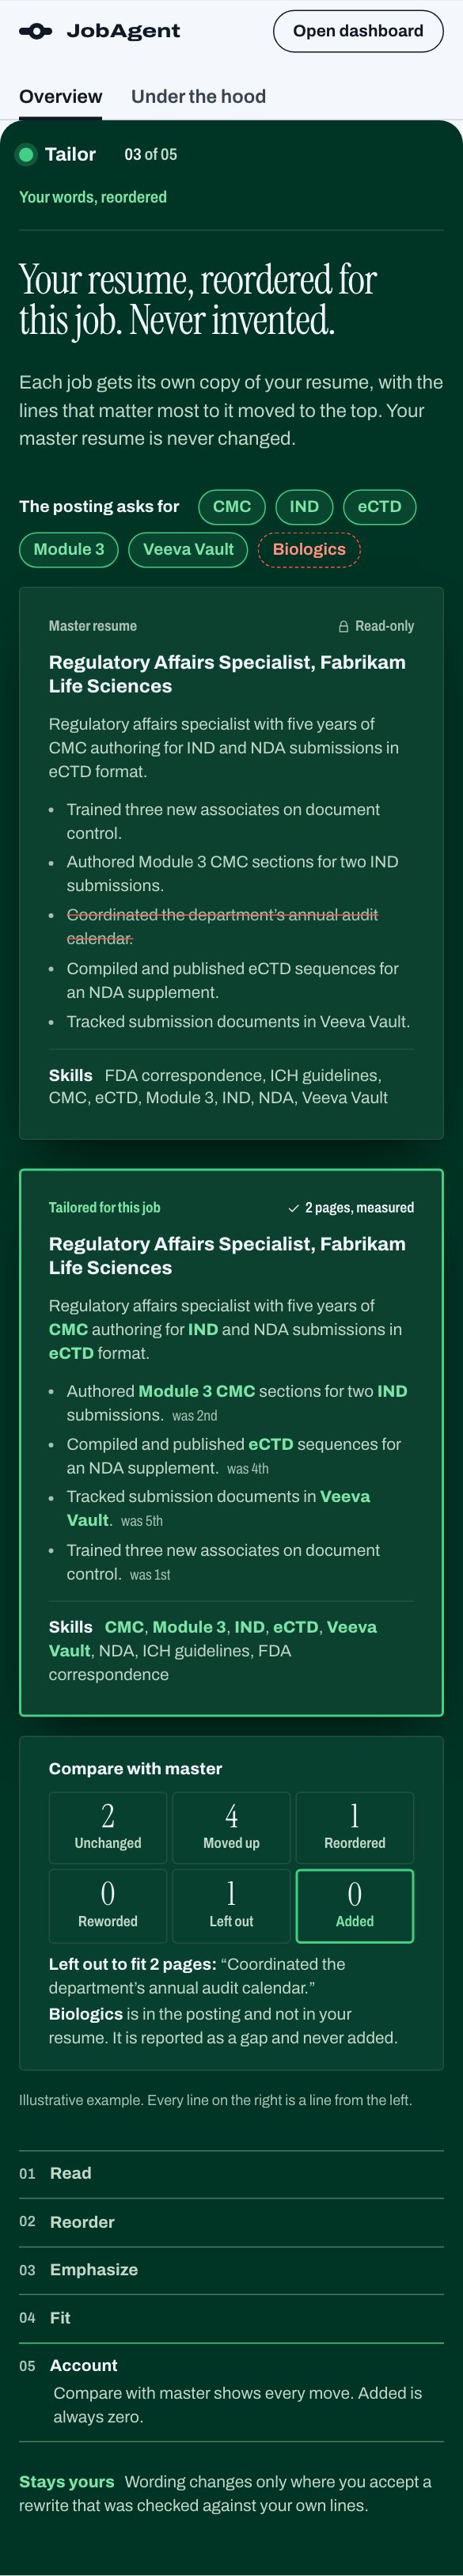 JobAgent
Open dashboard
Overview
Under the hood
Tailor
03 of 05
Your words, reordered
Your resume, reordered for
this job. Never invented.
Each job gets its own copy of your resume, with the
lines that matter most to it moved to the top. Your
master resume is never changed.
The posting asks for CMC IND eCTD
Module 3 Veeva Vault Biologics
Master resume
Read-only
Regulatory Affairs Specialist, Fabrikam
Life Sciences
Regulatory affairs specialist with five years of
CMC authoring for IND and NDA submissions in
eCTD format.
• Trained three new associates on document
control.
• Authored Module 3 CMC sections for two IND
submissions.
• Coordinated the department’s annual audit
calendar.
• Compiled and published eCTD sequences for
an NDA supplement.
• Tracked submission documents in Veeva Vault.
Skills FDA correspondence, ICH guidelines,
CMC, eCTD, Module 3, IND, NDA, Veeva Vault
Tailored for this job
✓ 2 pages, measured
Regulatory Affairs Specialist, Fabrikam
Life Sciences
Regulatory affairs specialist with five years of
CMC authoring for IND and NDA submissions in
eCTD format.
• Authored Module 3 CMC sections for two IND
submissions. was 2nd
• Compiled and published eCTD sequences for
an NDA supplement. was 4th
• Tracked submission documents in Veeva
Vault. was 5th
• Trained three new associates on document
control. was 1st
Skills CMC, Module 3, IND, eCTD, Veeva
Vault, NDA, ICH guidelines, FDA
correspondence
Compare with master
2
Unchanged
4
Moved up
1
Reordered
0
Reworded
1
Left out
0
Added
Left out to fit 2 pages: “Coordinated the
department’s annual audit calendar.”
Biologics is in the posting and not in your
resume. It is reported as a gap and never added.
Illustrative example. Every line on the right is a line from the left.
01 Read
02 Reorder
03 Emphasize
04 Fit
05 Account
Compare with master shows every move. Added is
always zero.
Stays yours Wording changes only where you accept a
rewrite that was checked against your own lines.